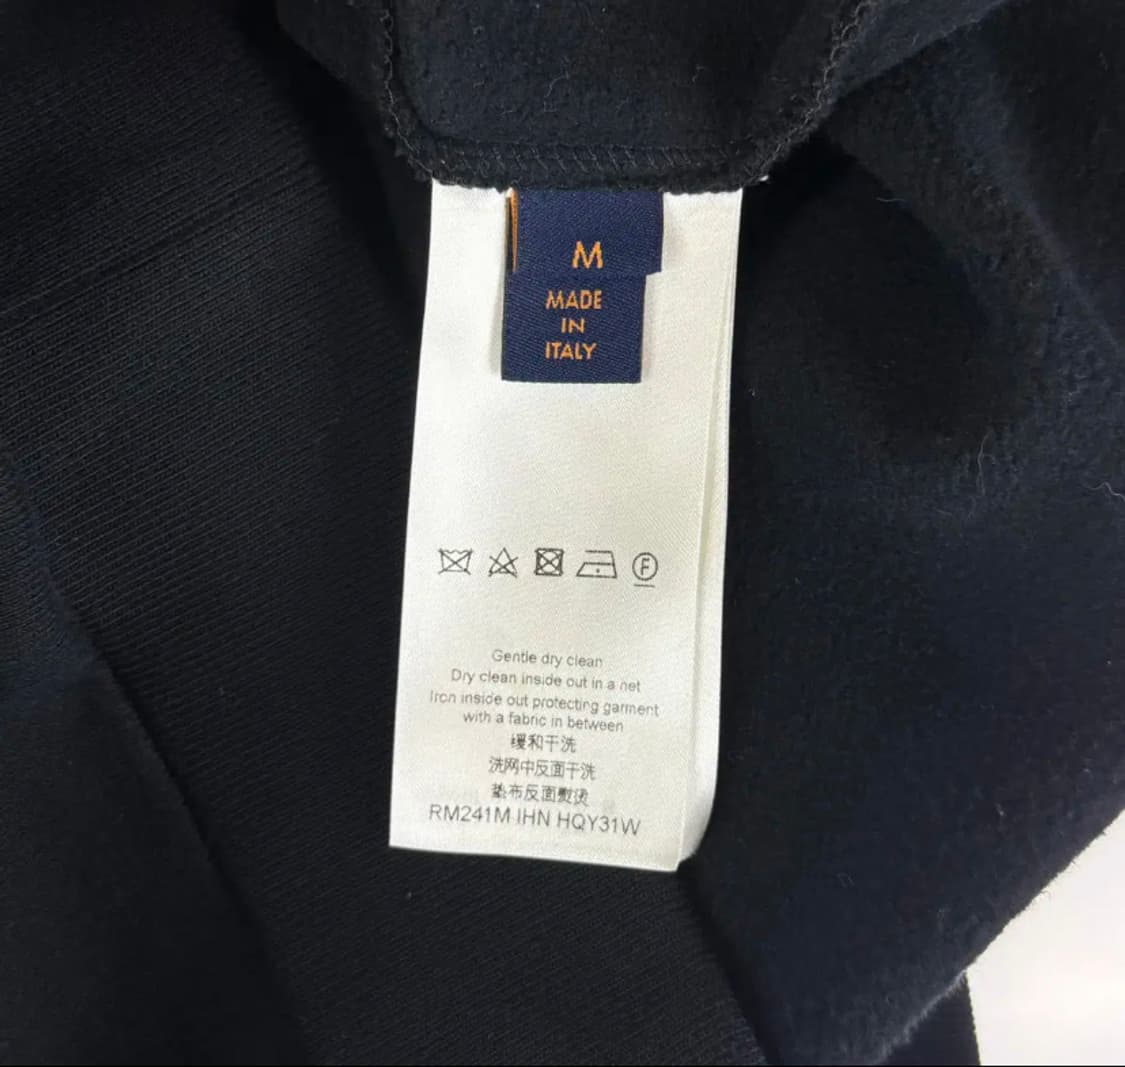 M
MADE
IN
ITALY
F
Gentle dry clean
Dry clean inside out in a net
Iron inside out protecting garment
with a fabric in between
缓和干洗
洗网中反面干洗
垫布反面熨烫
RM241M IHN HQY31W